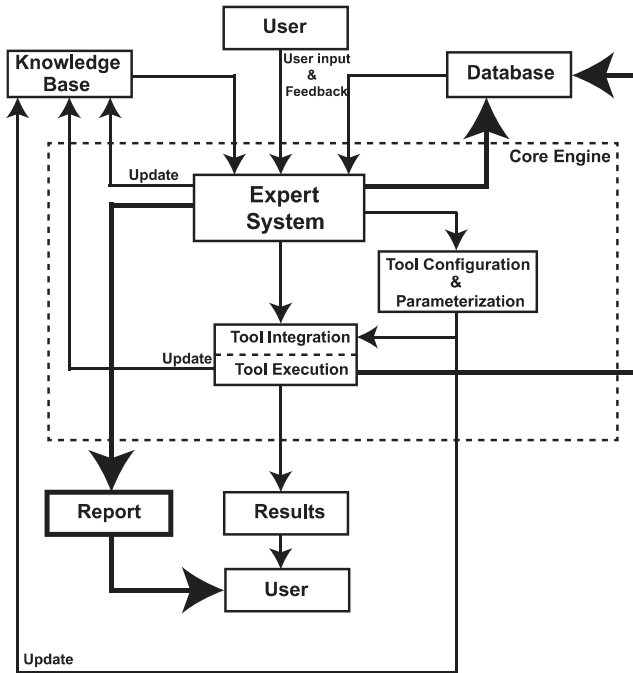 User
Knowledge
Base
User input
&
Feedback
Database
Core Engine
Update
Expert
System
Tool Configuration
&
Parameterization
Tool Integration
Update
Tool Execution
Report
Results
User
Update